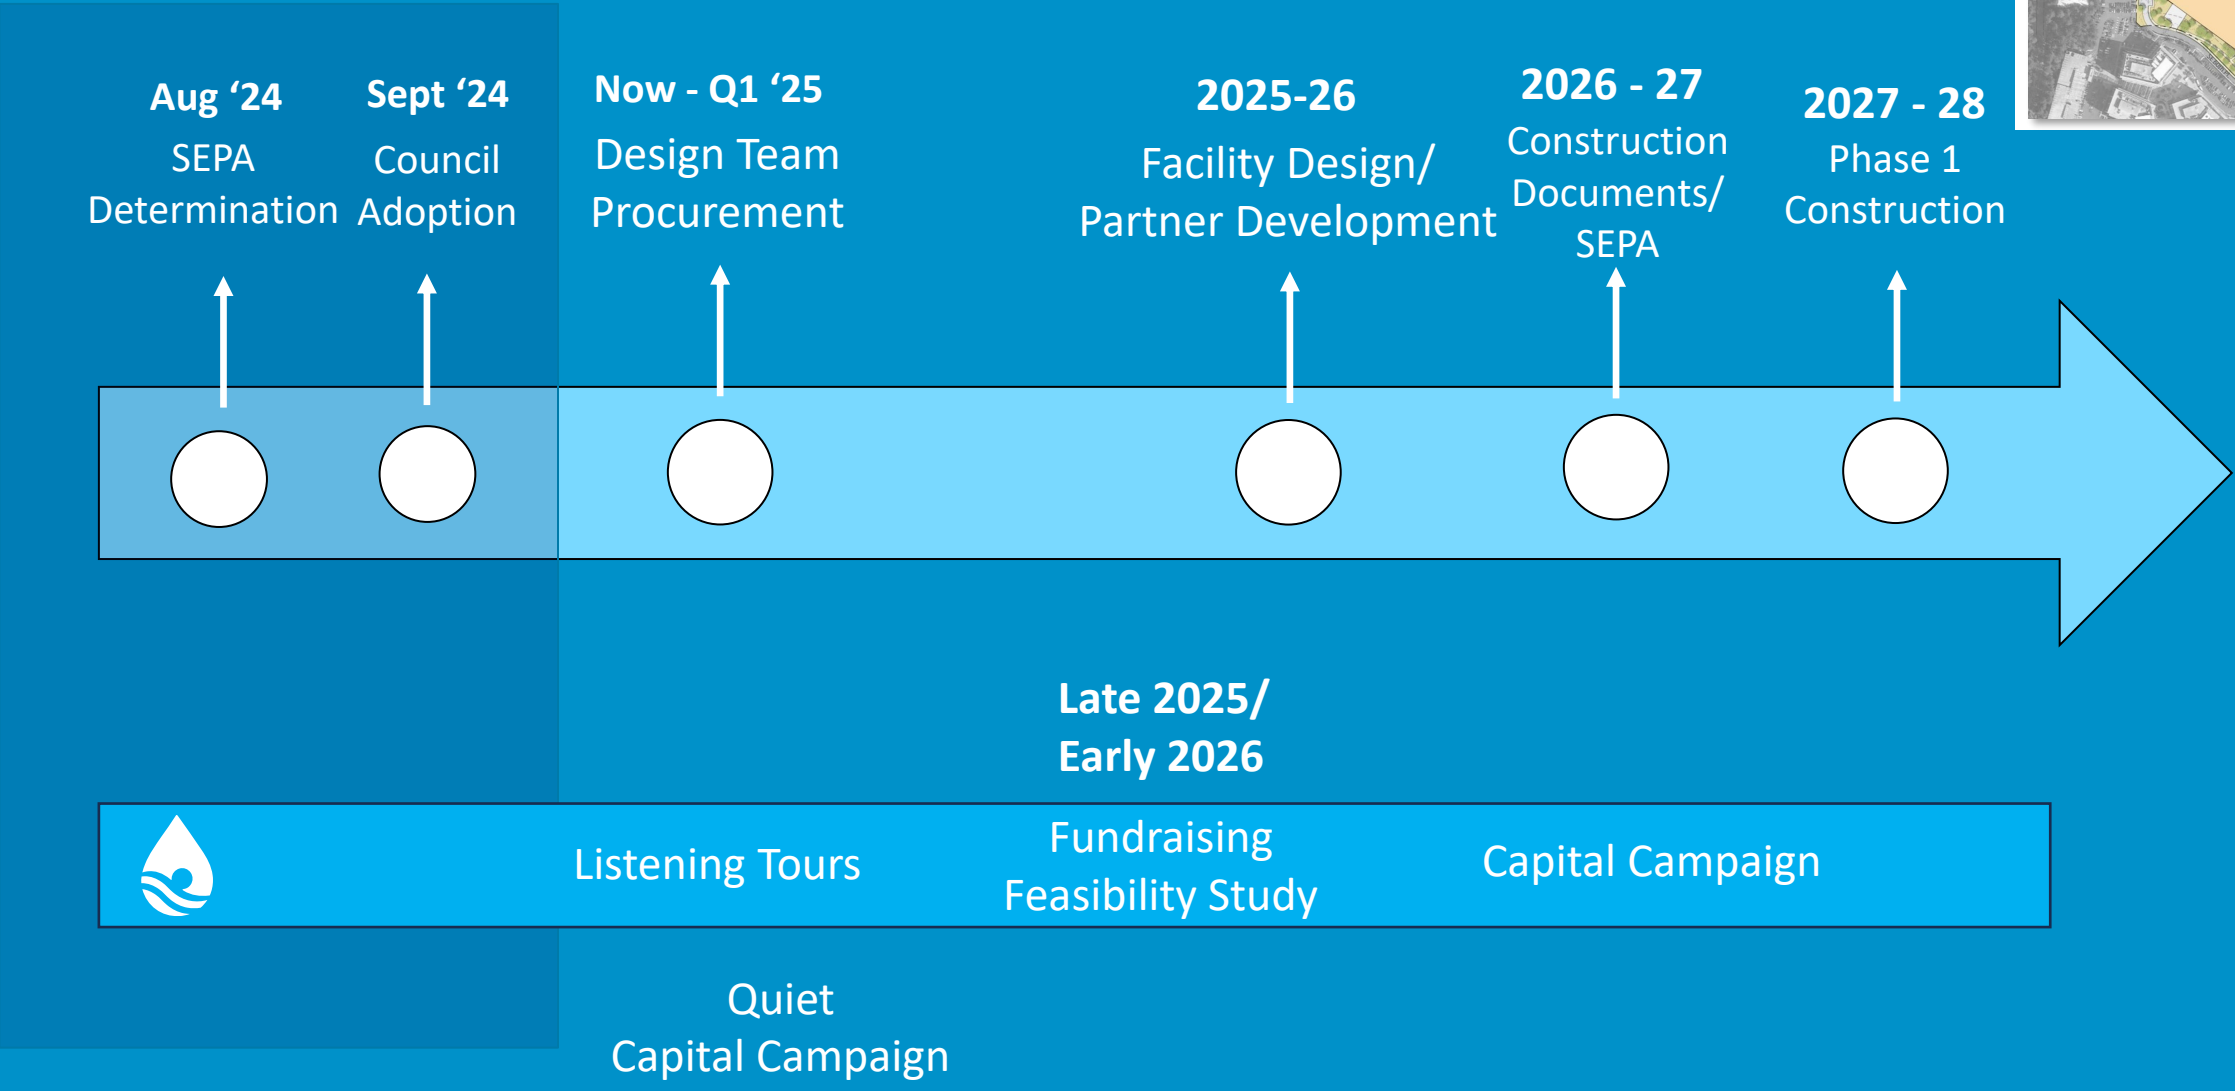 Aug ‘24
SEPA
Determination
Sept ‘24
Council
Adoption
Now - Q1 ‘25
Design Team
Procurement
2025-26
Facility Design/
Partner Development
2026 - 27
Construction
Documents/
SEPA
2027 - 28
Phase 1
Construction
Late 2025/
Early 2026
Listening Tours
Fundraising
Feasibility Study
Capital Campaign
Quiet
Capital Campaign